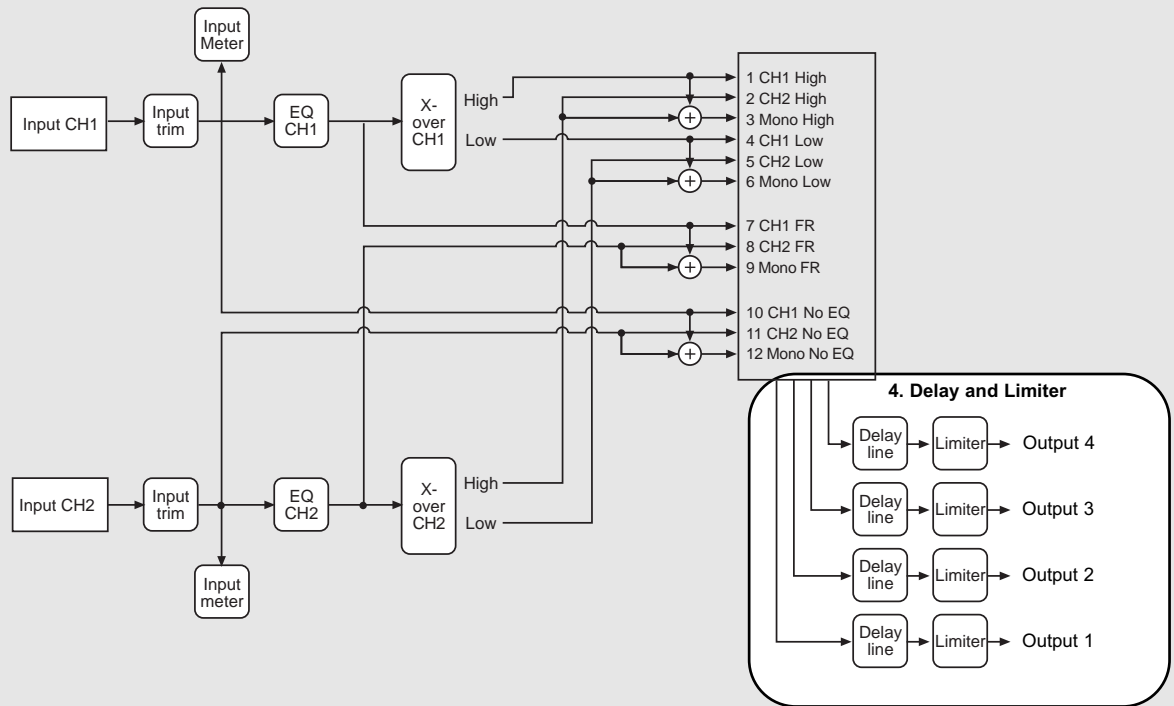 Input
Meter
Input CH1
Input
trim
EQ
CH1
X-
over
CH1
High
Low
1 CH1 High
2 CH2 High
3 Mono High
4 CH1 Low
5 CH2 Low
6 Mono Low
7 CH1 FR
8 CH2 FR
9 Mono FR
10 CH1 No EQ
11 CH2 No EQ
12 Mono No EQ
+
+
+
+
Input CH2
Input
trim
EQ
CH2
X-
over
CH2
High
Low
Input
meter
4. Delay and Limiter
Delay
line
Limiter
Output 4
Delay
line
Limiter
Output 3
Delay
line
Limiter
Output 2
Delay
line
Limiter
Output 1